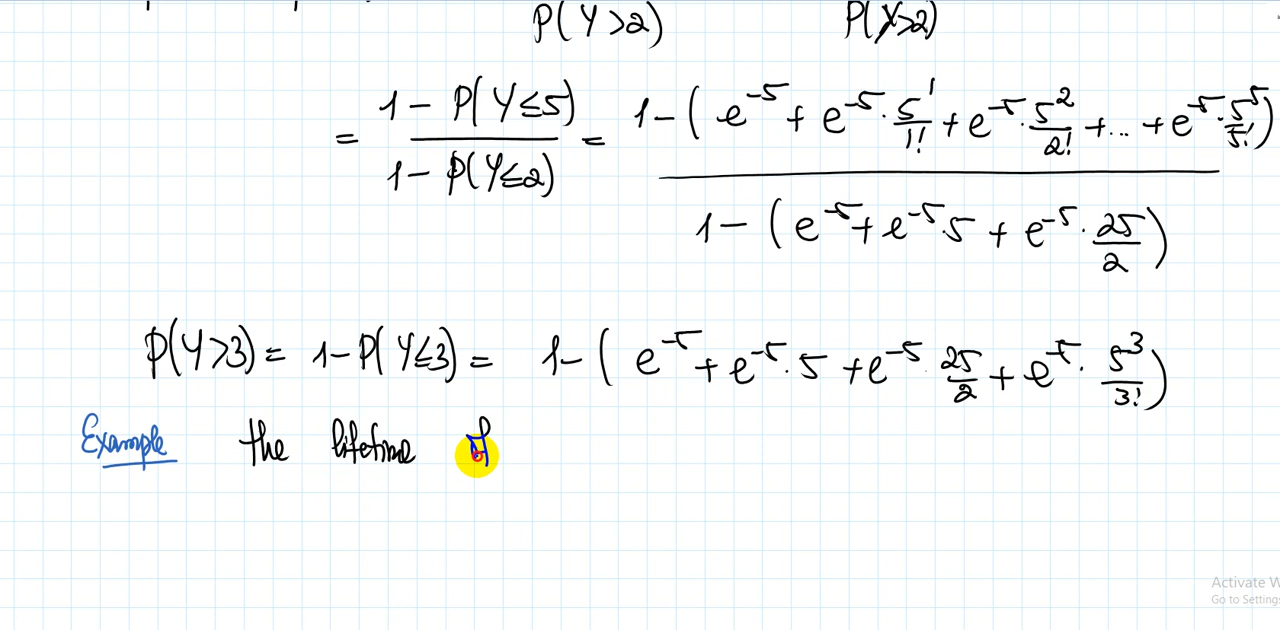 P(Y>2) P(X>2)
= 1 - P(Y≤5) / 1 - P(Y≤2) = 1-(e^-5 + e^-5 · 5^1/1! + e^-5 · 5^2/2! + ... + e^-5 · 5^5/5!) / 1-(e^-5 + e^-5 5 + e^-5 · 25/2)
P(Y>3) = 1-P(Y≤3) = 1-(e^-5 + e^-5 · 5 + e^-5 25/2 + e^-5 · 5^3/3!)
Example the lifetime of
Activate W
Go to Settings